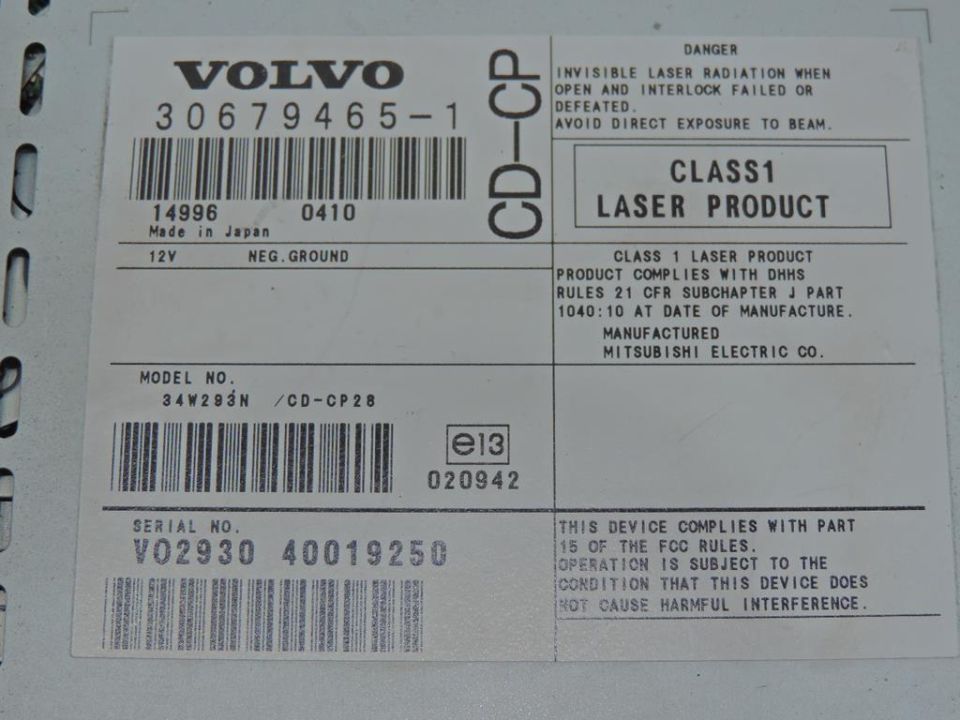 VOLVO
30679465-1
14996 0410
Made in Japan
CD-CP
12V NEG.GROUND
MODEL NO.
34W293N /CD-CP28
e13
020942
SERIAL NO.
VO2930 40019250
DANGER
INVISIBLE LASER RADIATION WHEN
OPEN AND INTERLOCK FAILED OR
DEFEATED.
AVOID DIRECT EXPOSURE TO BEAM.
CLASS1
LASER PRODUCT
CLASS 1 LASER PRODUCT
PRODUCT COMPLIES WITH DHHS
RULES 21 CFR SUBCHAPTER J PART
1040:10 AT DATE OF MANUFACTURE.
MANUFACTURED
MITSUBISHI ELECTRIC CO.
THIS DEVICE COMPLIES WITH PART
15 OF THE FCC RULES.
OPERATION IS SUBJECT TO THE
CONDITION THAT THIS DEVICE DOES
NOT CAUSE HARMFUL INTERFERENCE.